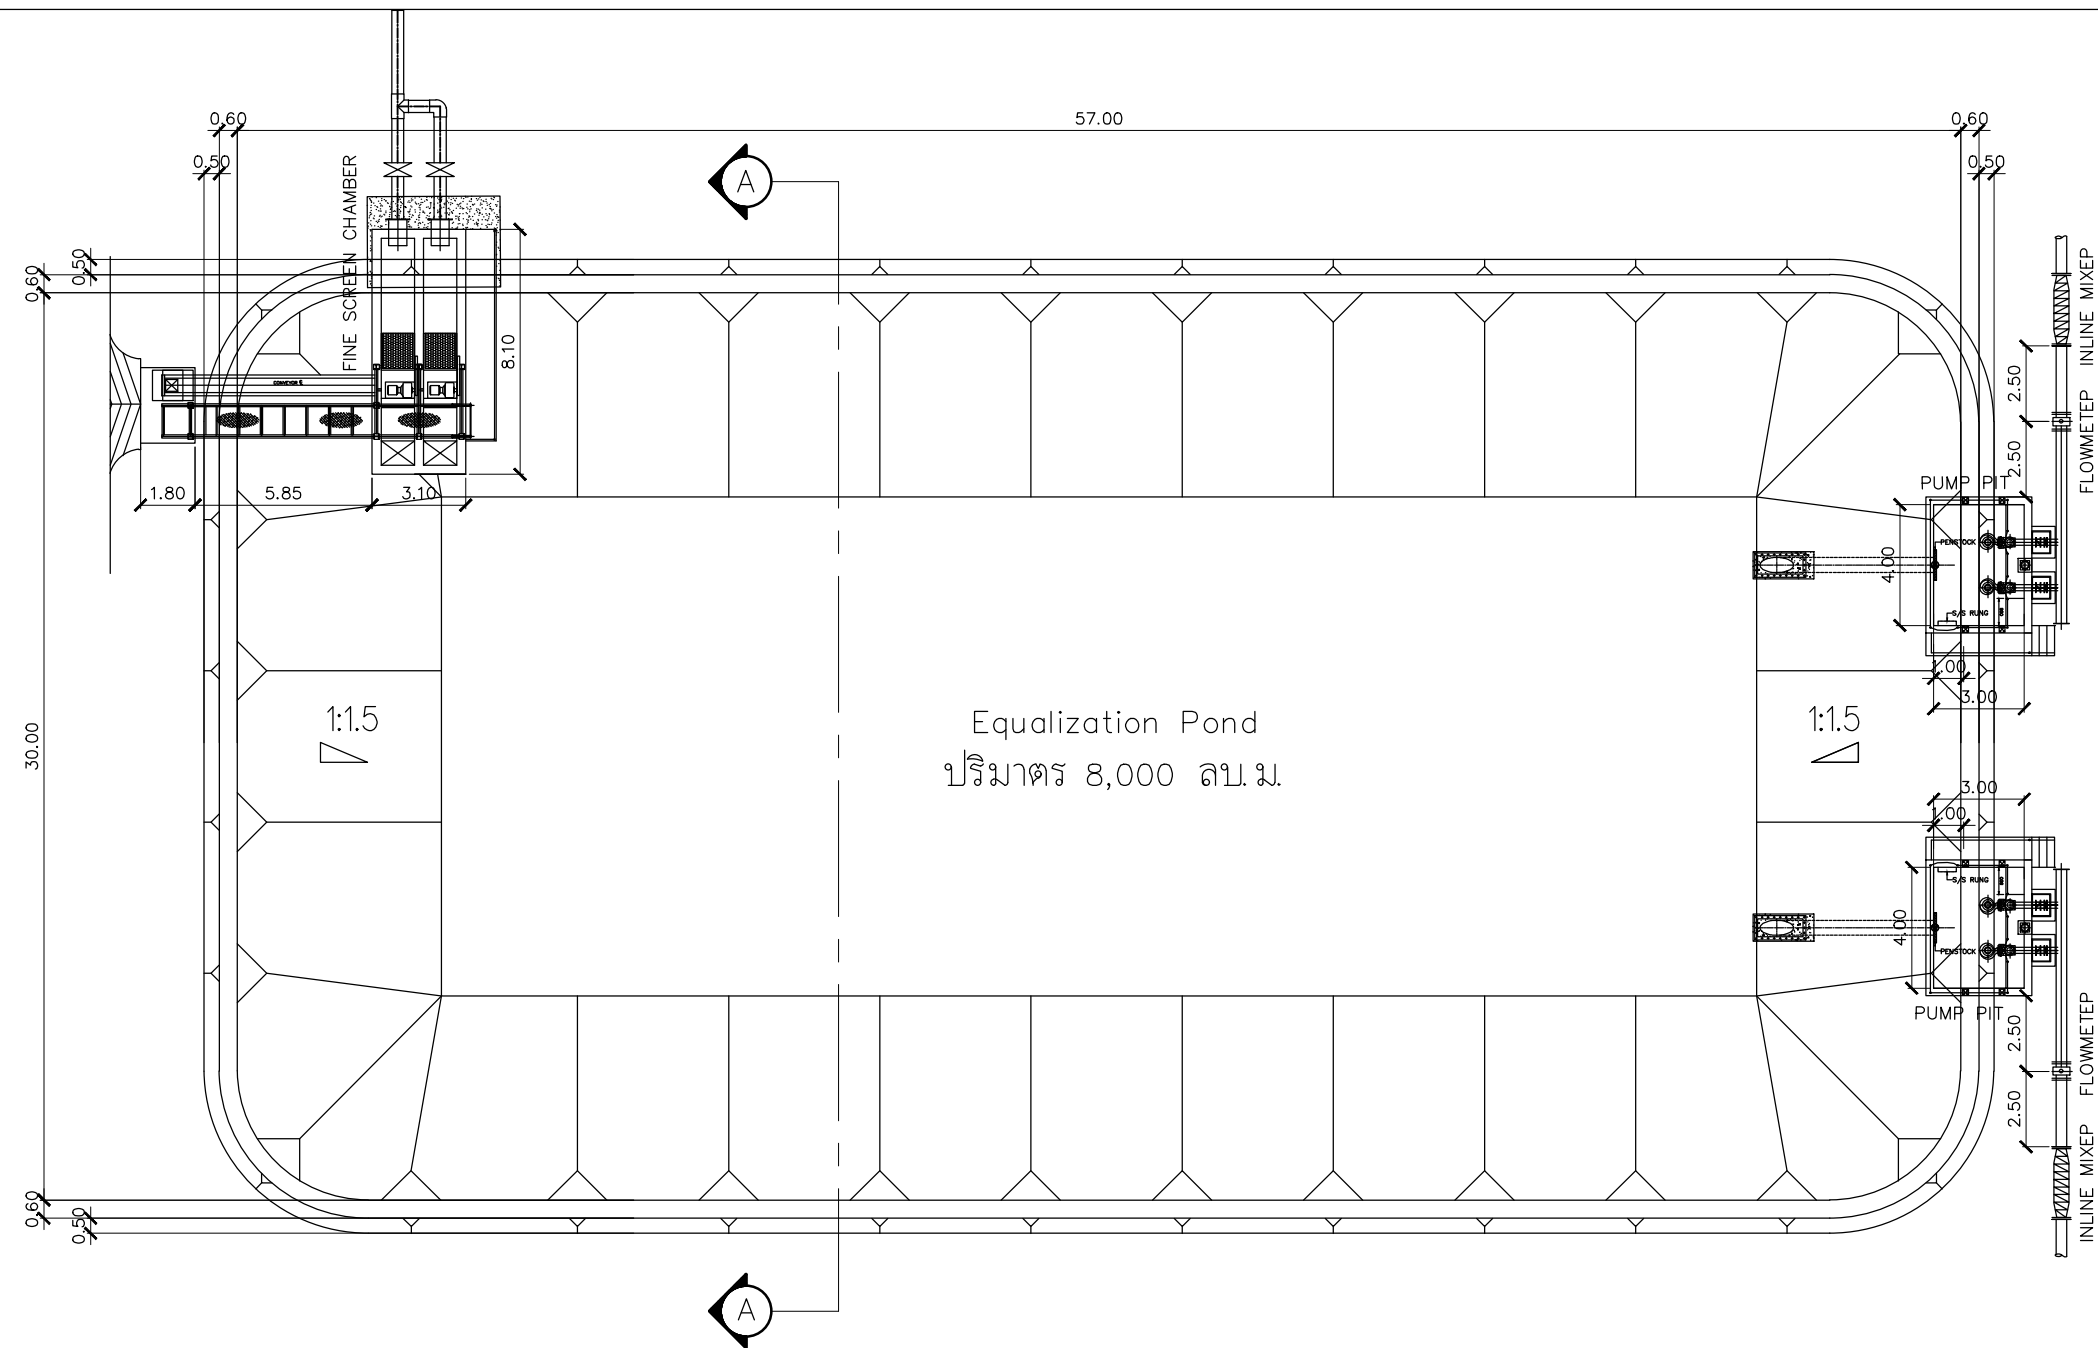 0.60
57.00
0.60
0.50
0.50
A
FINE SCREEN CHAMBER
0.50
0.60
8.10
INLINE MIXEP
2.50
FLOWMETEP
2.50
CONVEYOR
1.80
5.85
3.10
PUMP PIT
PENSTOCK
4.00
S/S RUNG
1.00
3.00
1:1.5
1:1.5
Equalization Pond
ปริมาตร 8,000 ลบ.ม.
30.00
3.00
1.00
S/S RUNG
4.00
PENSTOCK
PUMP PIT
2.50
FLOWMETEP
2.50
INLINE MIXEP
0.60
0.50
A